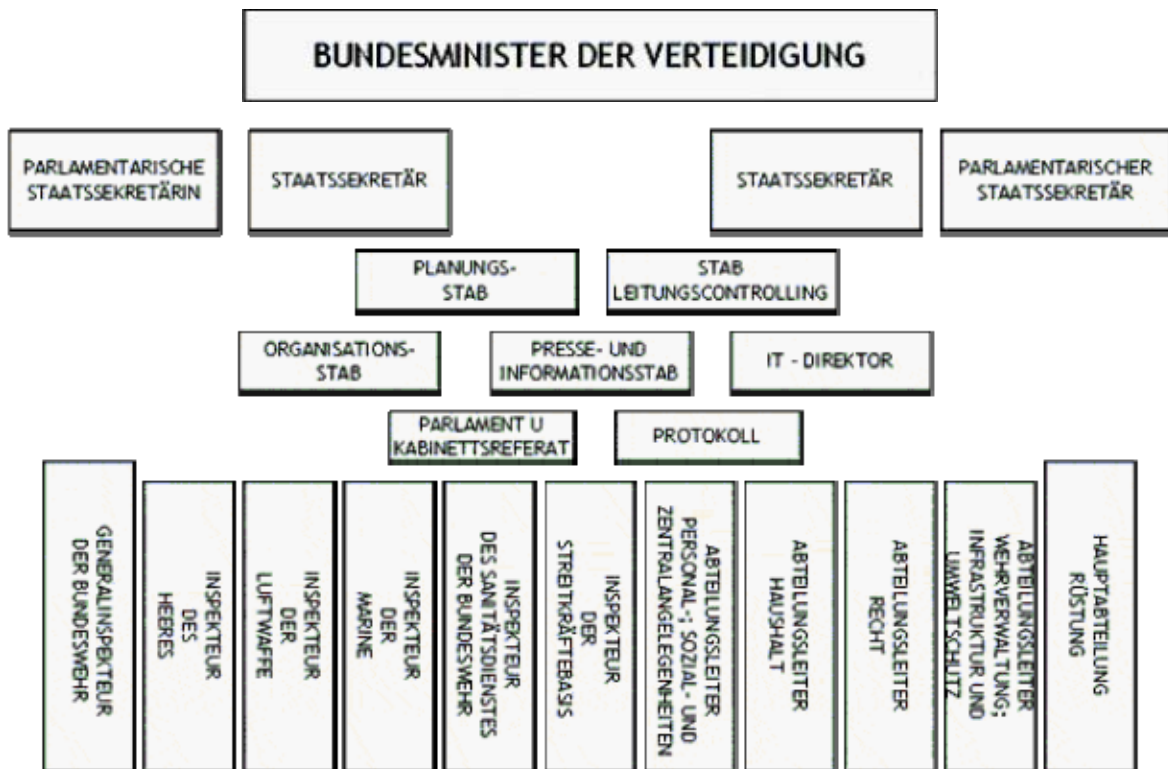 BUNDESMINISTER DER VERTEIDIGUNG
PARLAMENTARISCHE
STAATSSEKRETÄRIN
STAATSSEKRETÄR
STAATSSEKRETÄR
PARLAMENTARISCHER
STAATSSEKRETÄR
PLANUNGS-
STAB
STAB
LEITUNGSCONTROLLING
ORGANISATIONS-
STAB
PRESSE- UND
INFORMATIONSSTAB
IT - DIREKTOR
PARLAMENT U
KABINETTSREFERAT
PROTOKOLL
GENERALINSPEKTEUR
DER BUNDESWEHR
INSPEKTEUR
DES
HEERES
INSPEKTEUR
DER
LUFTWAFFE
INSPEKTEUR
DER
MARINE
INSPEKTEUR
DES SANITÄTSDIENSTES
DER BUNDESWEHR
INSPEKTEUR
DER
STREITKRÄFTEBASIS
ABTEILUNGSLEITER
PERSONAL-; SOZIAL- UND
ZENTRALANGELEGENHEITEN
ABTEILUNGSLEITER
HAUSHALT
ABTEILUNGSLEITER
RECHT
ABTEILUNGSLEITER
WEHRVERWALTUNG;
INFRASTRUKTUR UND
UMWELTSCHUTZ
HAUPTABTEILUNG
RÜSTUNG